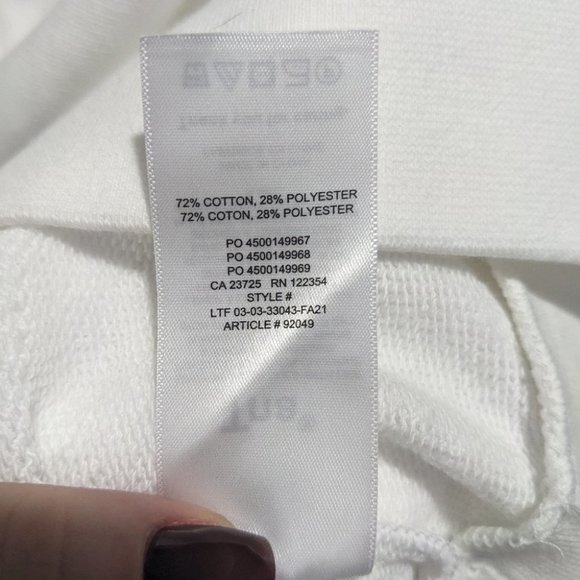 72% COTTON, 28% POLYESTER
72% COTON, 28% POLYESTER
PO 4500149967
PO 4500149968
PO 4500149969
CA 23725 RN 122354
STYLE #
LTF 03-03-33043-FA21
ARTICLE # 92049
Tna